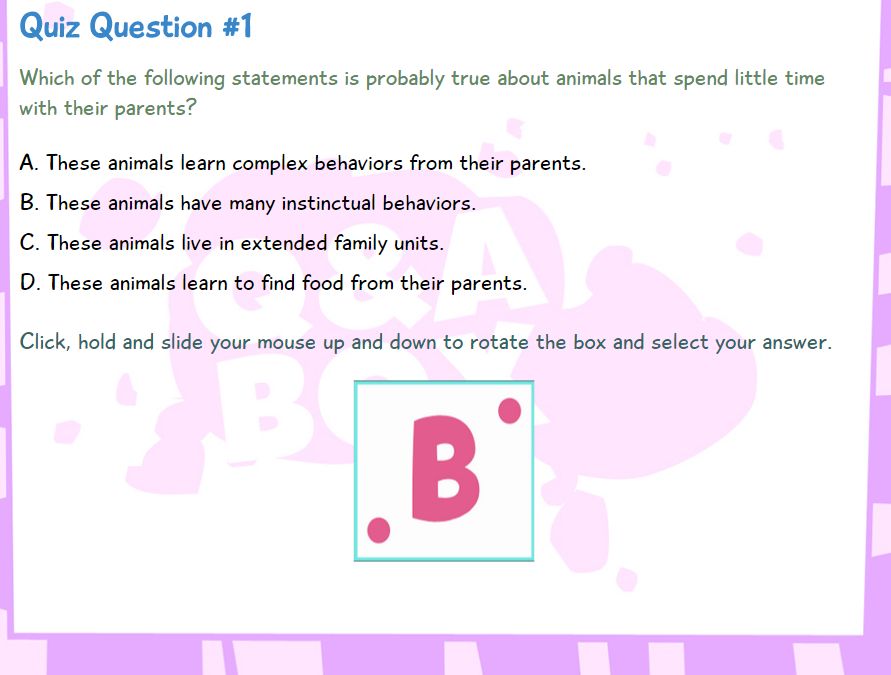 Quiz Question #1
Which of the following statements is probably true about animals that spend little time
with their parents?
A. These animals learn complex behaviors from their parents.
B. These animals have many instinctual behaviors.
C. These animals live in extended family units.
D. These animals learn to find food from their parents.
Q&A
BOX
Click, hold and slide your mouse up and down to rotate the box and select your answer.
B